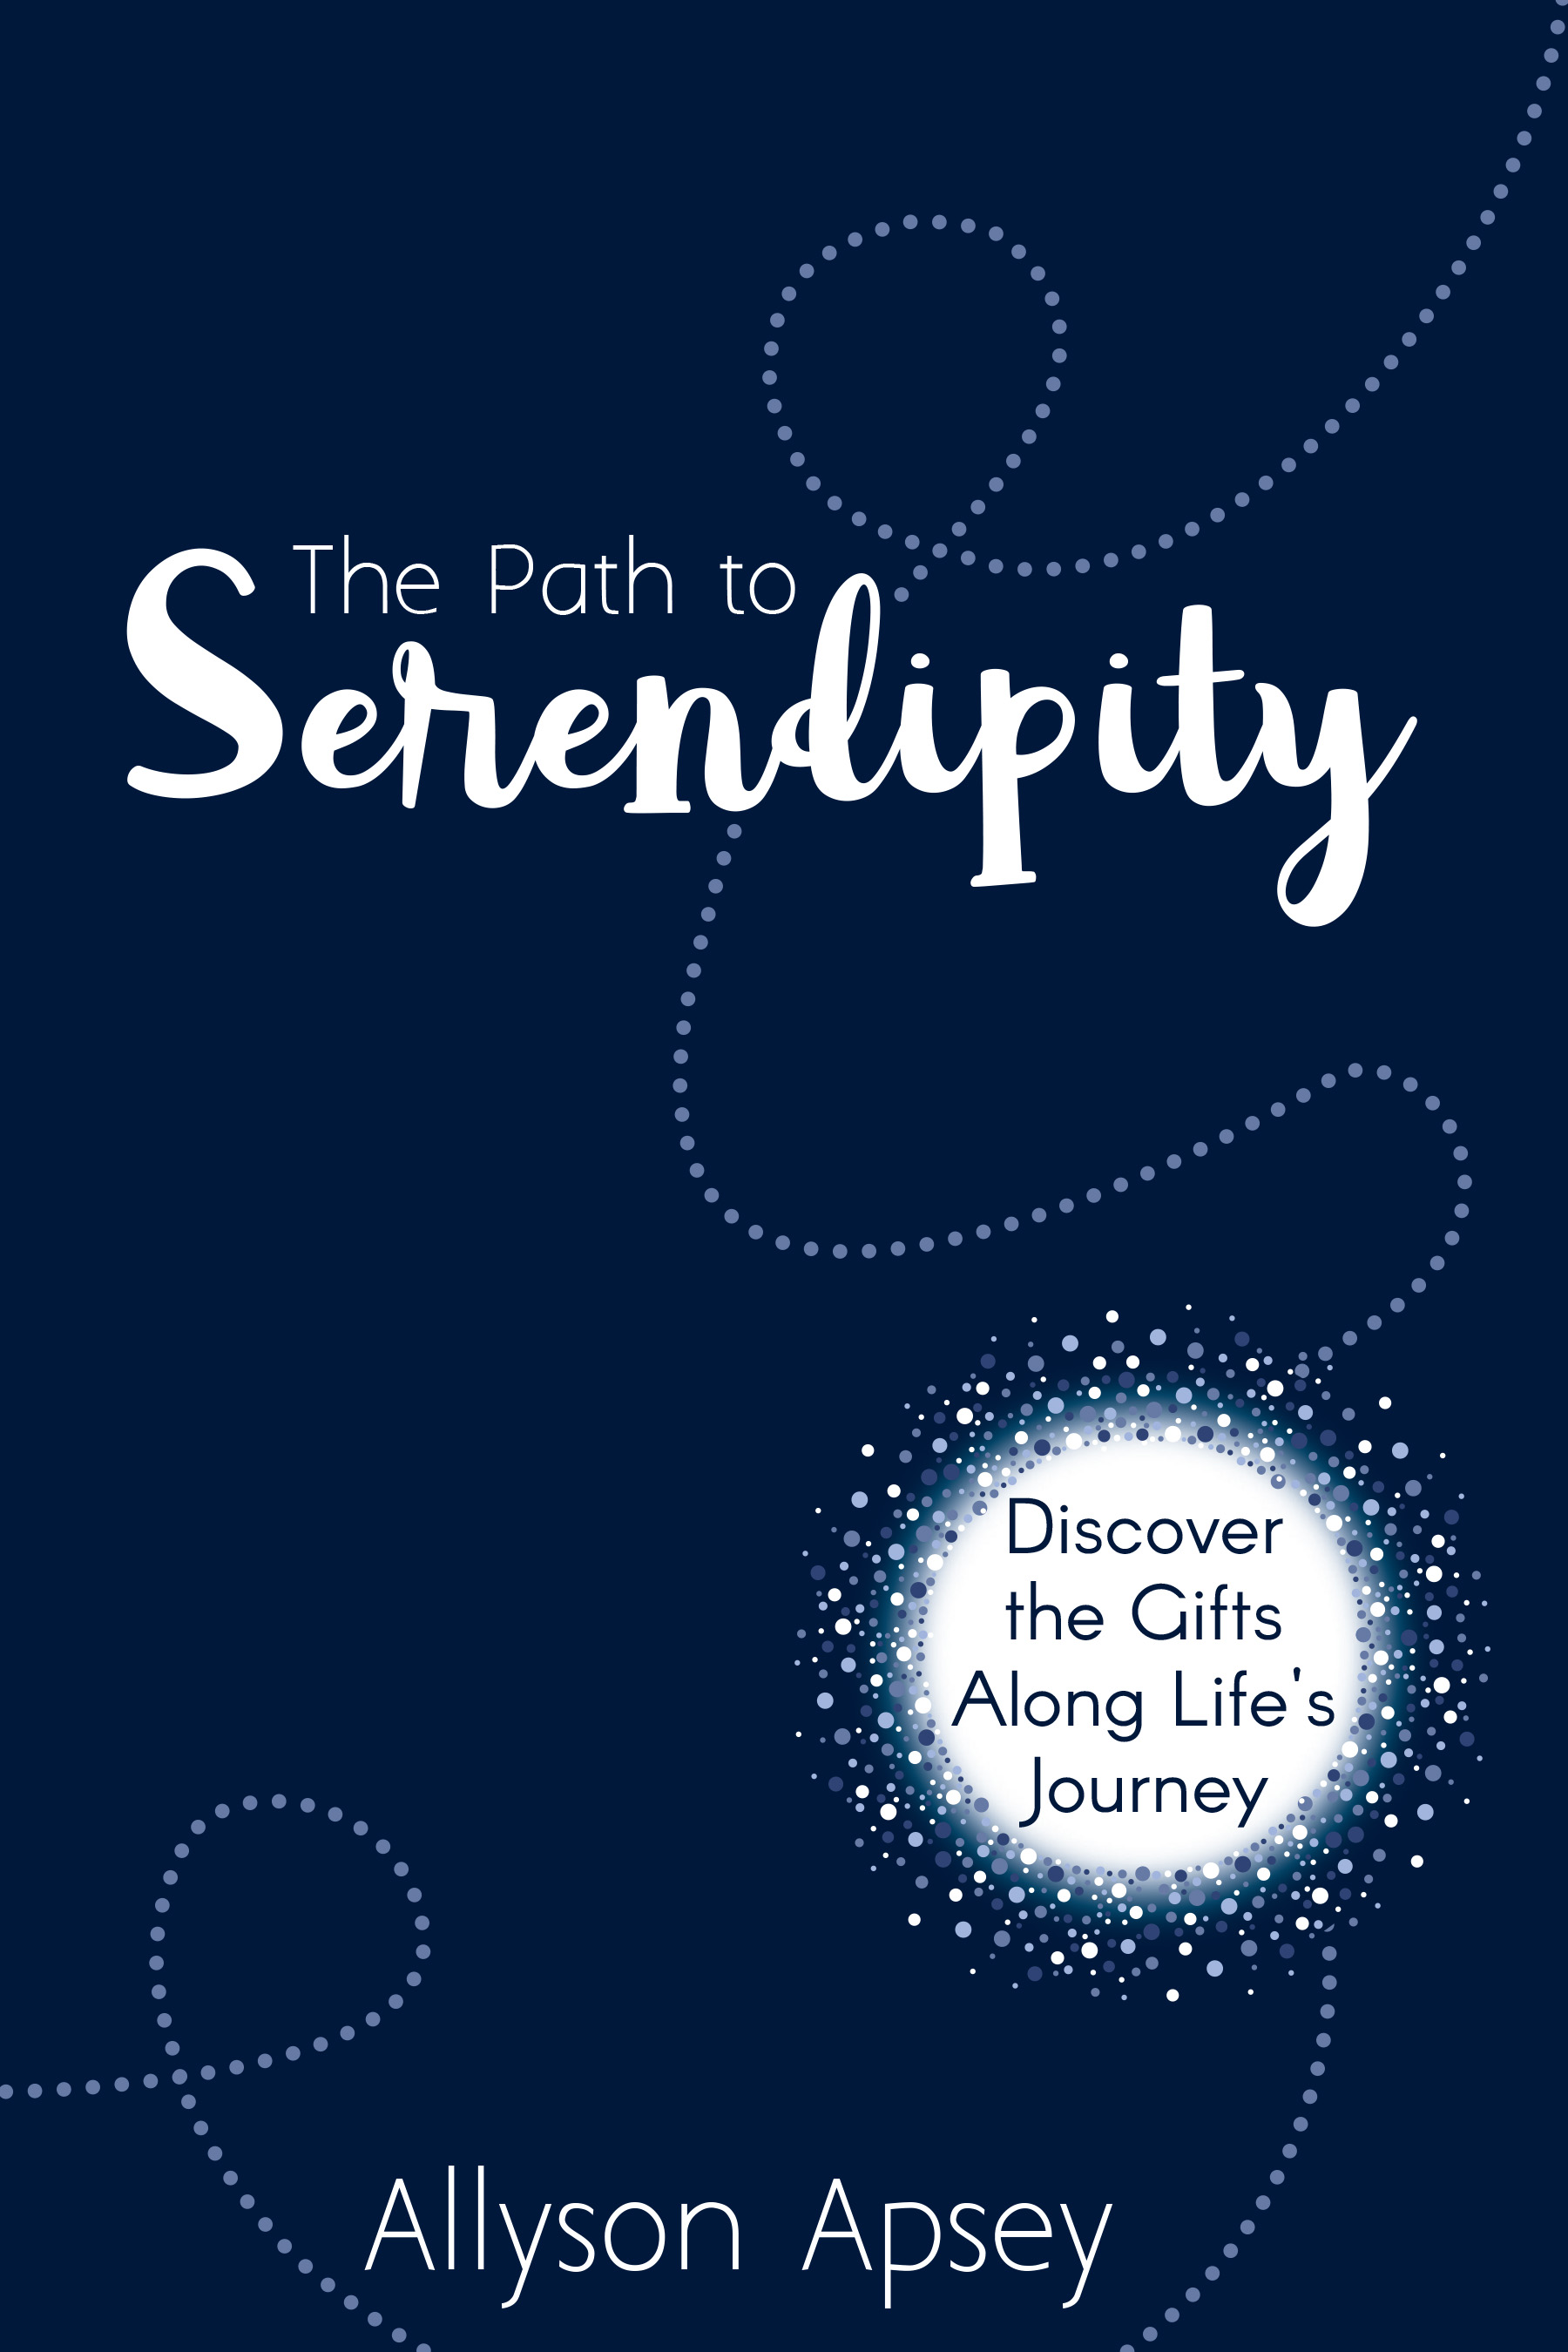 The Path to
Serendipity
Discover
the Gifts
Along Life's
Journey
Allyson Apsey